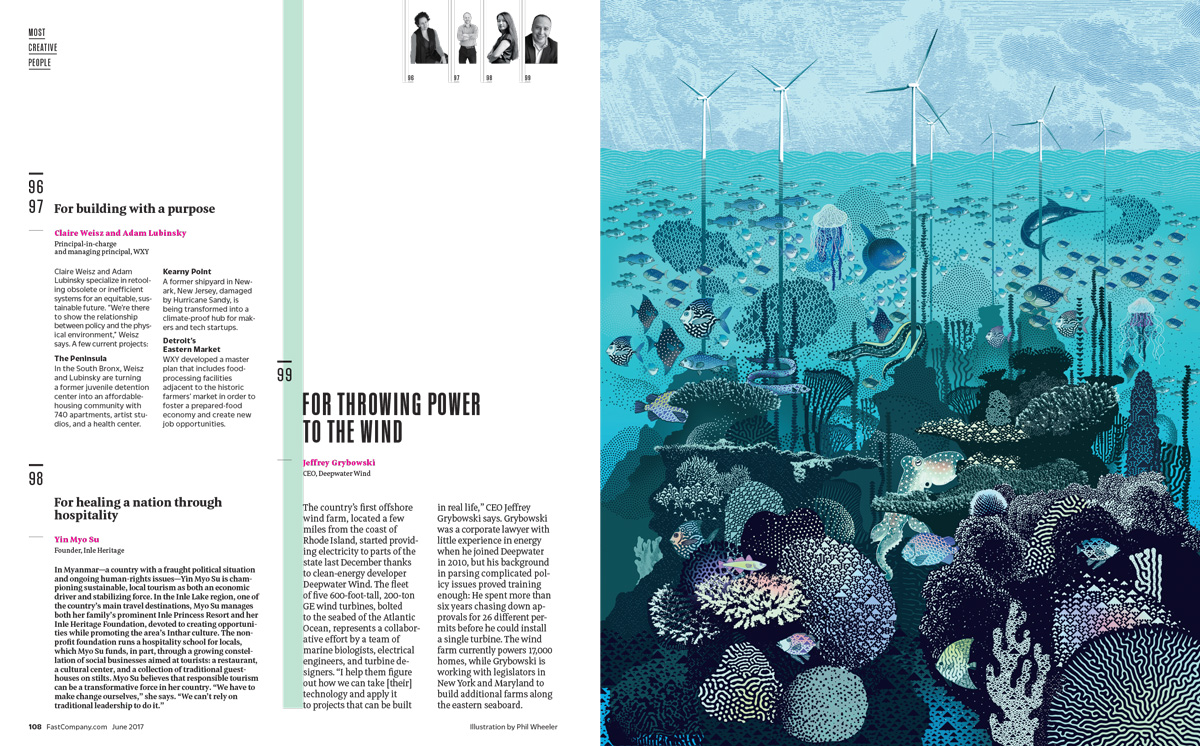 MOST
CREATIVE
PEOPLE
96
97
98
99
96
97
For building with a purpose
Claire Weisz and Adam Lubinsky
Principal-in-charge
and managing principal, WXY
Claire Weisz and Adam
Lubinsky specialize in retool-
ing obsolete or inefficient
systems for an equitable, sus-
tainable future. “We’re there
to show the relationship
between policy and the phys-
ical environment,” Weisz
says. A few current projects:
The Peninsula
In the South Bronx, Weisz
and Lubinsky are turning
a former juvenile detention
center into an affordable-
housing community with
740 apartments, artist stu-
dios, and a health center.
Kearny Point
A former shipyard in New-
ark, New Jersey, damaged
by Hurricane Sandy, is
being transformed into a
climate-proof hub for mak-
ers and tech startups.
Detroit’s
Eastern Market
WXY developed a master
plan that includes food-
processing facilities
adjacent to the historic
farmers’ market in order to
foster a prepared-food
economy and create new
job opportunities.
98
For healing a nation through
hospitality
Yin Myo Su
Founder, Inle Heritage
In Myanmar—a country with a fraught political situation
and ongoing human-rights issues—Yin Myo Su is cham-
pioning sustainable, local tourism as both an economic
driver and stabilizing force. In the Inle Lake region, one of
the country’s main travel destinations, Myo Su manages
both her family’s prominent Inle Princess Resort and her
Inle Heritage Foundation, devoted to creating opportuni-
ties while promoting the area’s Inthar culture. The non-
profit foundation runs a hospitality school for locals,
which Myo Su funds, in part, through a growing constel-
lation of social businesses aimed at tourists: a restaurant,
a cultural center, and a collection of traditional guest-
houses on stilts. Myo Su believes that responsible tourism
can be a transformative force in her country. “We have to
make change ourselves,” she says. “We can’t rely on
traditional leadership to do it.”
99
FOR THROWING POWER
TO THE WIND
Jeffrey Grybowski
CEO, Deepwater Wind
The country’s first offshore
wind farm, located a few
miles from the coast of
Rhode Island, started provid-
ing electricity to parts of the
state last December thanks
to clean-energy developer
Deepwater Wind. The fleet
of five 600-foot-tall, 200-ton
GE wind turbines, bolted
to the seabed of the Atlantic
Ocean, represents a collabor-
ative effort by a team of
marine biologists, electrical
engineers, and turbine de-
signers. “I help them figure
out how we can take [their]
technology and apply it
to projects that can be built
in real life,” CEO Jeffrey
Grybowski says. Grybowski
was a corporate lawyer with
little experience in energy
when he joined Deepwater
in 2010, but his background
in parsing complicated pol-
icy issues proved training
enough: He spent more than
six years chasing down ap-
provals for 26 different per-
mits before he could install
a single turbine. The wind
farm currently powers 17,000
homes, while Grybowski is
working with legislators in
New York and Maryland to
build additional farms along
the eastern seaboard.
108 FastCompany.com June 2017
Illustration by Phil Wheeler